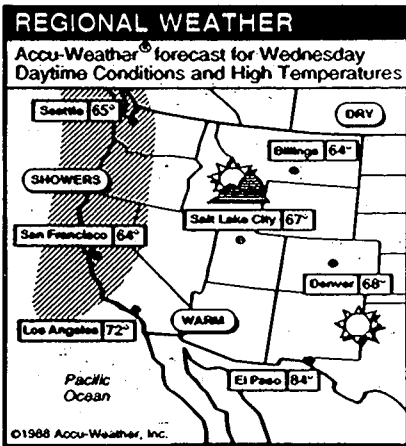 REGIONAL WEATHER
Accu-Weather® forecast for Wednesday
Daytime Conditions and High Temperatures
Seattle 65°
DRY
Billings 64°
SHOWERS
Salt Lake City 67°
San Francisco 64°
Denver 68°
Los Angeles 72°
WARM
El Paso 84°
Pacific
Ocean
©1988 Accu-Weather, Inc.